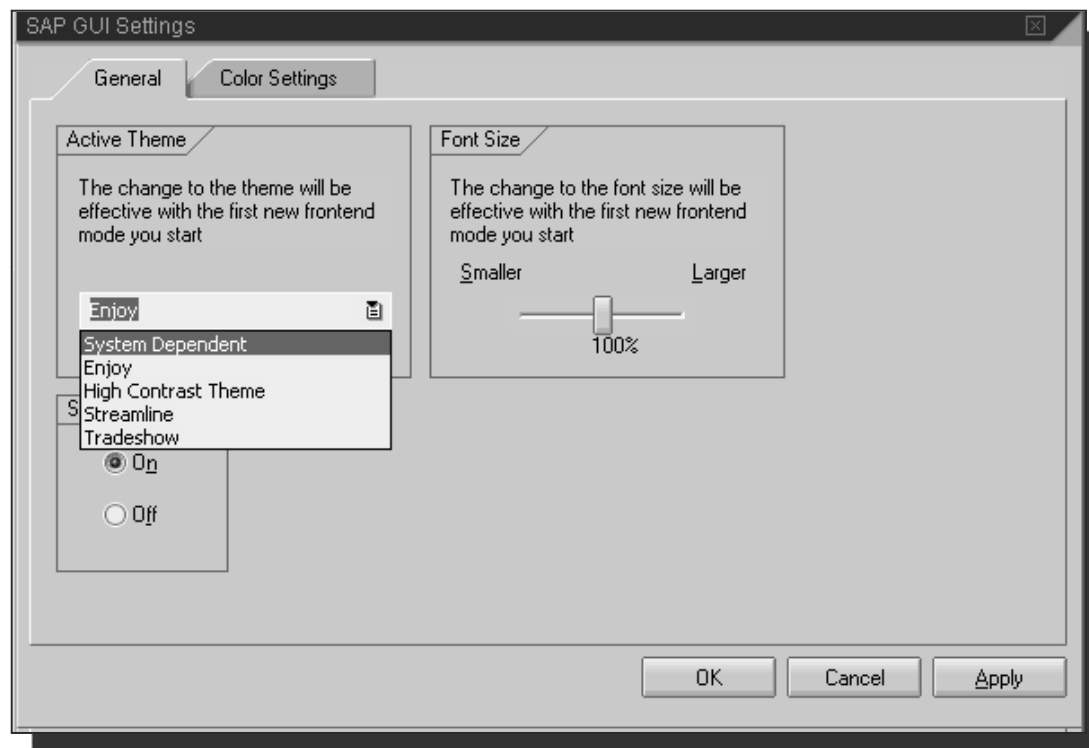 SAP GUI Settings
General
Color Settings
Active Theme
The change to the theme will be
effective with the first new frontend
mode you start
Enjoy
System Dependent
Enjoy
High Contrast Theme
Streamline
Tradeshow
S
On
Off
Font Size
The change to the font size will be
effective with the first new frontend
mode you start
Smaller
Larger
100%
OK
Cancel
Apply